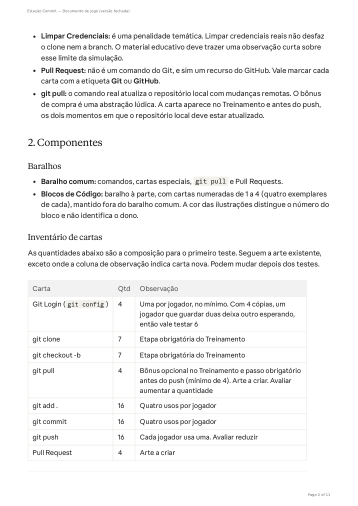 Estação Commit — Documento de jogo (versão fechada)
• Limpar Credenciais: é uma penalidade temática. Limpar credenciais reais não desfaz
o clone nem a branch. O material educativo deve trazer uma observação curta sobre
esse limite da simulação.
• Pull Request: não é um comando do Git, e sim um recurso do GitHub. Vale marcar cada
carta com a etiqueta Git ou GitHub.
• git pull: o comando real atualiza o repositório local com mudanças remotas. O bônus
de compra é uma abstração lúdica. A carta aparece no Treinamento e antes do push,
os dois momentos em que o repositório local deve estar atualizado.
2. Componentes
Baralhos
• Baralho comum: comandos, cartas especiais, git pull e Pull Requests.
• Blocos de Código: baralho à parte, com cartas numeradas de 1 a 4 (quatro exemplares
de cada), mantido fora do baralho comum. A cor das ilustrações distingue o número do
bloco e não identifica o dono.
Inventário de cartas
As quantidades abaixo são a composição para o primeiro teste. Seguem a arte existente,
exceto onde a coluna de observação indica carta nova. Podem mudar depois dos testes.
Carta Qtd Observação
Git Login ( git config ) 4 Uma por jogador, no mínimo. Com 4 cópias, um
jogador que guardar duas deixa outro esperando,
então vale testar 6
git clone 7 Etapa obrigatória do Treinamento
git checkout -b 7 Etapa obrigatória do Treinamento
git pull 4 Bônus opcional no Treinamento e passo obrigatório
antes do push (mínimo de 4). Arte a criar. Avaliar
aumentar a quantidade
git add . 16 Quatro usos por jogador
git commit 16 Quatro usos por jogador
git push 16 Cada jogador usa uma. Avaliar reduzir
Pull Request 4 Arte a criar
Page 2 of 11